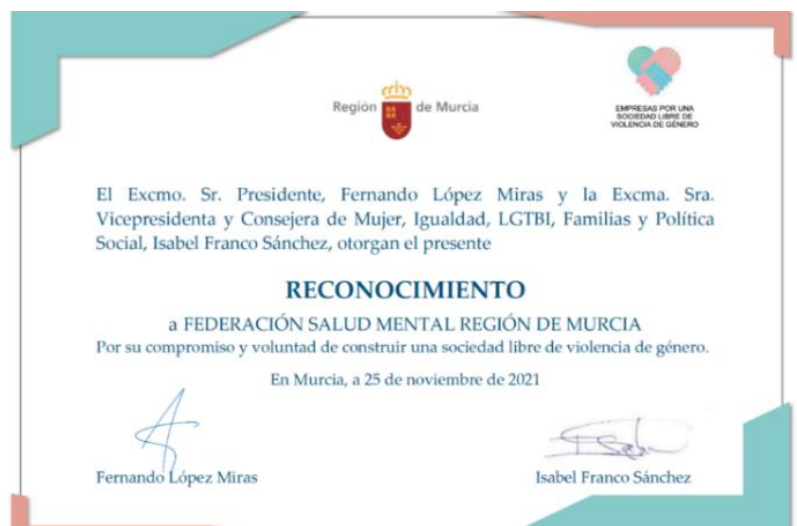 Región de Murcia
EMPRESAS POR UNA
SOCIEDAD LIBRE DE
VIOLENCIA DE GÉNERO
El Excmo. Sr. Presidente, Fernando López Miras y la Excma. Sra.
Vicepresidenta y Consejera de Mujer, Igualdad, LGTBI, Familias y Política
Social, Isabel Franco Sánchez, otorgan el presente
RECONOCIMIENTO
a FEDERACIÓN SALUD MENTAL REGIÓN DE MURCIA
Por su compromiso y voluntad de construir una sociedad libre de violencia de género.
En Murcia, a 25 de noviembre de 2021
Fernando López Miras
Isabel Franco Sánchez